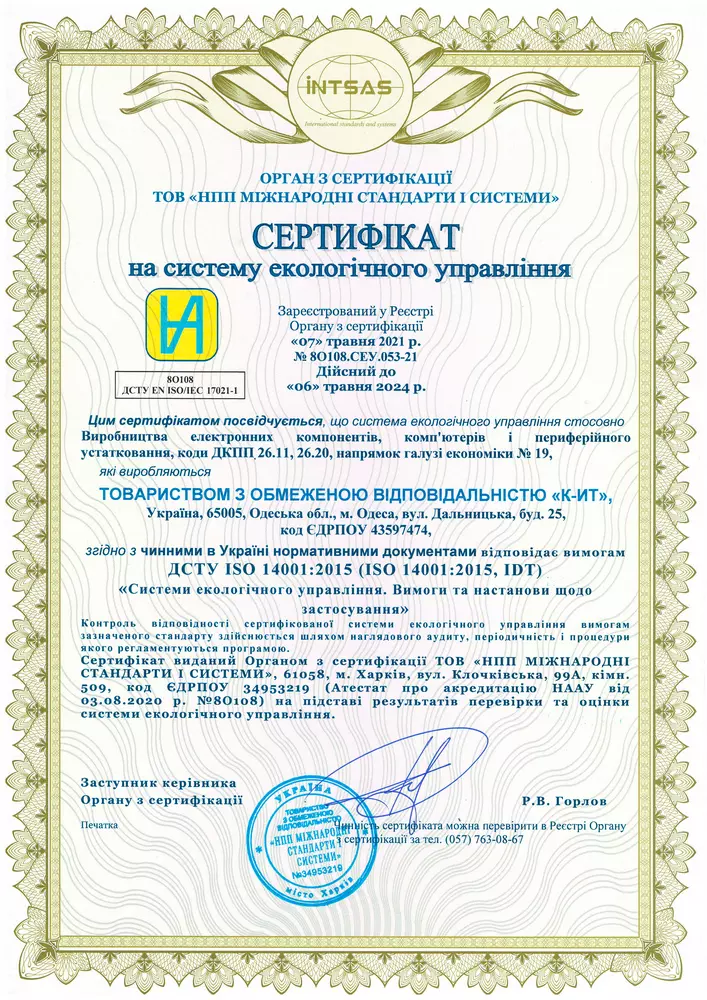 INTSAS
International standards and systems
ОРГАН З СЕРТИФІКАЦІЇ
ТОВ «НПП МІЖНАРОДНІ СТАНДАРТИ І СИСТЕМИ»
СЕРТИФІКАТ
на систему екологічного управління
Зареєстрований у Реєстрі
Органу з сертифікації
«07» травня 2021 р.
№ 8О108.СЕУ.053-21
Дійсний до
«06» травня 2024 р.
8О108
ДСТУ EN ISO/IEC 17021-1
Цим сертифікатом посвідчується, що система екологічного управління стосовно
Виробництва електронних компонентів, комп'ютерів і периферійного
устатковання, коди ДКПП 26.11, 26.20, напрямок галузі економіки № 19,
які виробляються
ТОВАРИСТВОМ З ОБМЕЖЕНОЮ ВІДПОВІДАЛЬНІСТЮ «К-ИТ»,
Україна, 65005, Одеська обл., м. Одеса, вул. Дальницька, буд. 25,
код ЄДРПОУ 43597474,
згідно з чинними в Україні нормативними документами відповідає вимогам
ДСТУ ISO 14001:2015 (ISO 14001:2015, IDT)
«Системи екологічного управління. Вимоги та настанови щодо
застосування»
Контроль відповідності сертифікованої системи екологічного управління вимогам
зазначеного стандарту здійснюється шляхом наглядового аудиту, періодичність і процедури
якого регламентуються програмою.
Сертифікат виданий Органом з сертифікації ТОВ «НПП МІЖНАРОДНІ
СТАНДАРТИ І СИСТЕМИ», 61058, м. Харків, вул. Клочківська, 99А, кімн.
509, код ЄДРПОУ 34953219 (Атестат про акредитацію НААУ від
03.08.2020 р. №8О108) на підставі результатів перевірки та оцінки
системи екологічного управління.
Заступник керівника
Органу з сертифікації
Р.В. Горлов
Печатка
Чинність сертифіката можна перевірити в Реєстрі Органу
з сертифікації за тел. (057) 763-08-67
УКРАЇНА
ТОВАРИСТВО
З ОБМЕЖЕНОЮ
ВІДПОВІДАЛЬНІСТЮ
«НПП МІЖНАРОДНІ
СТАНДАРТИ І
СИСТЕМИ»
№34953219
місто Харків